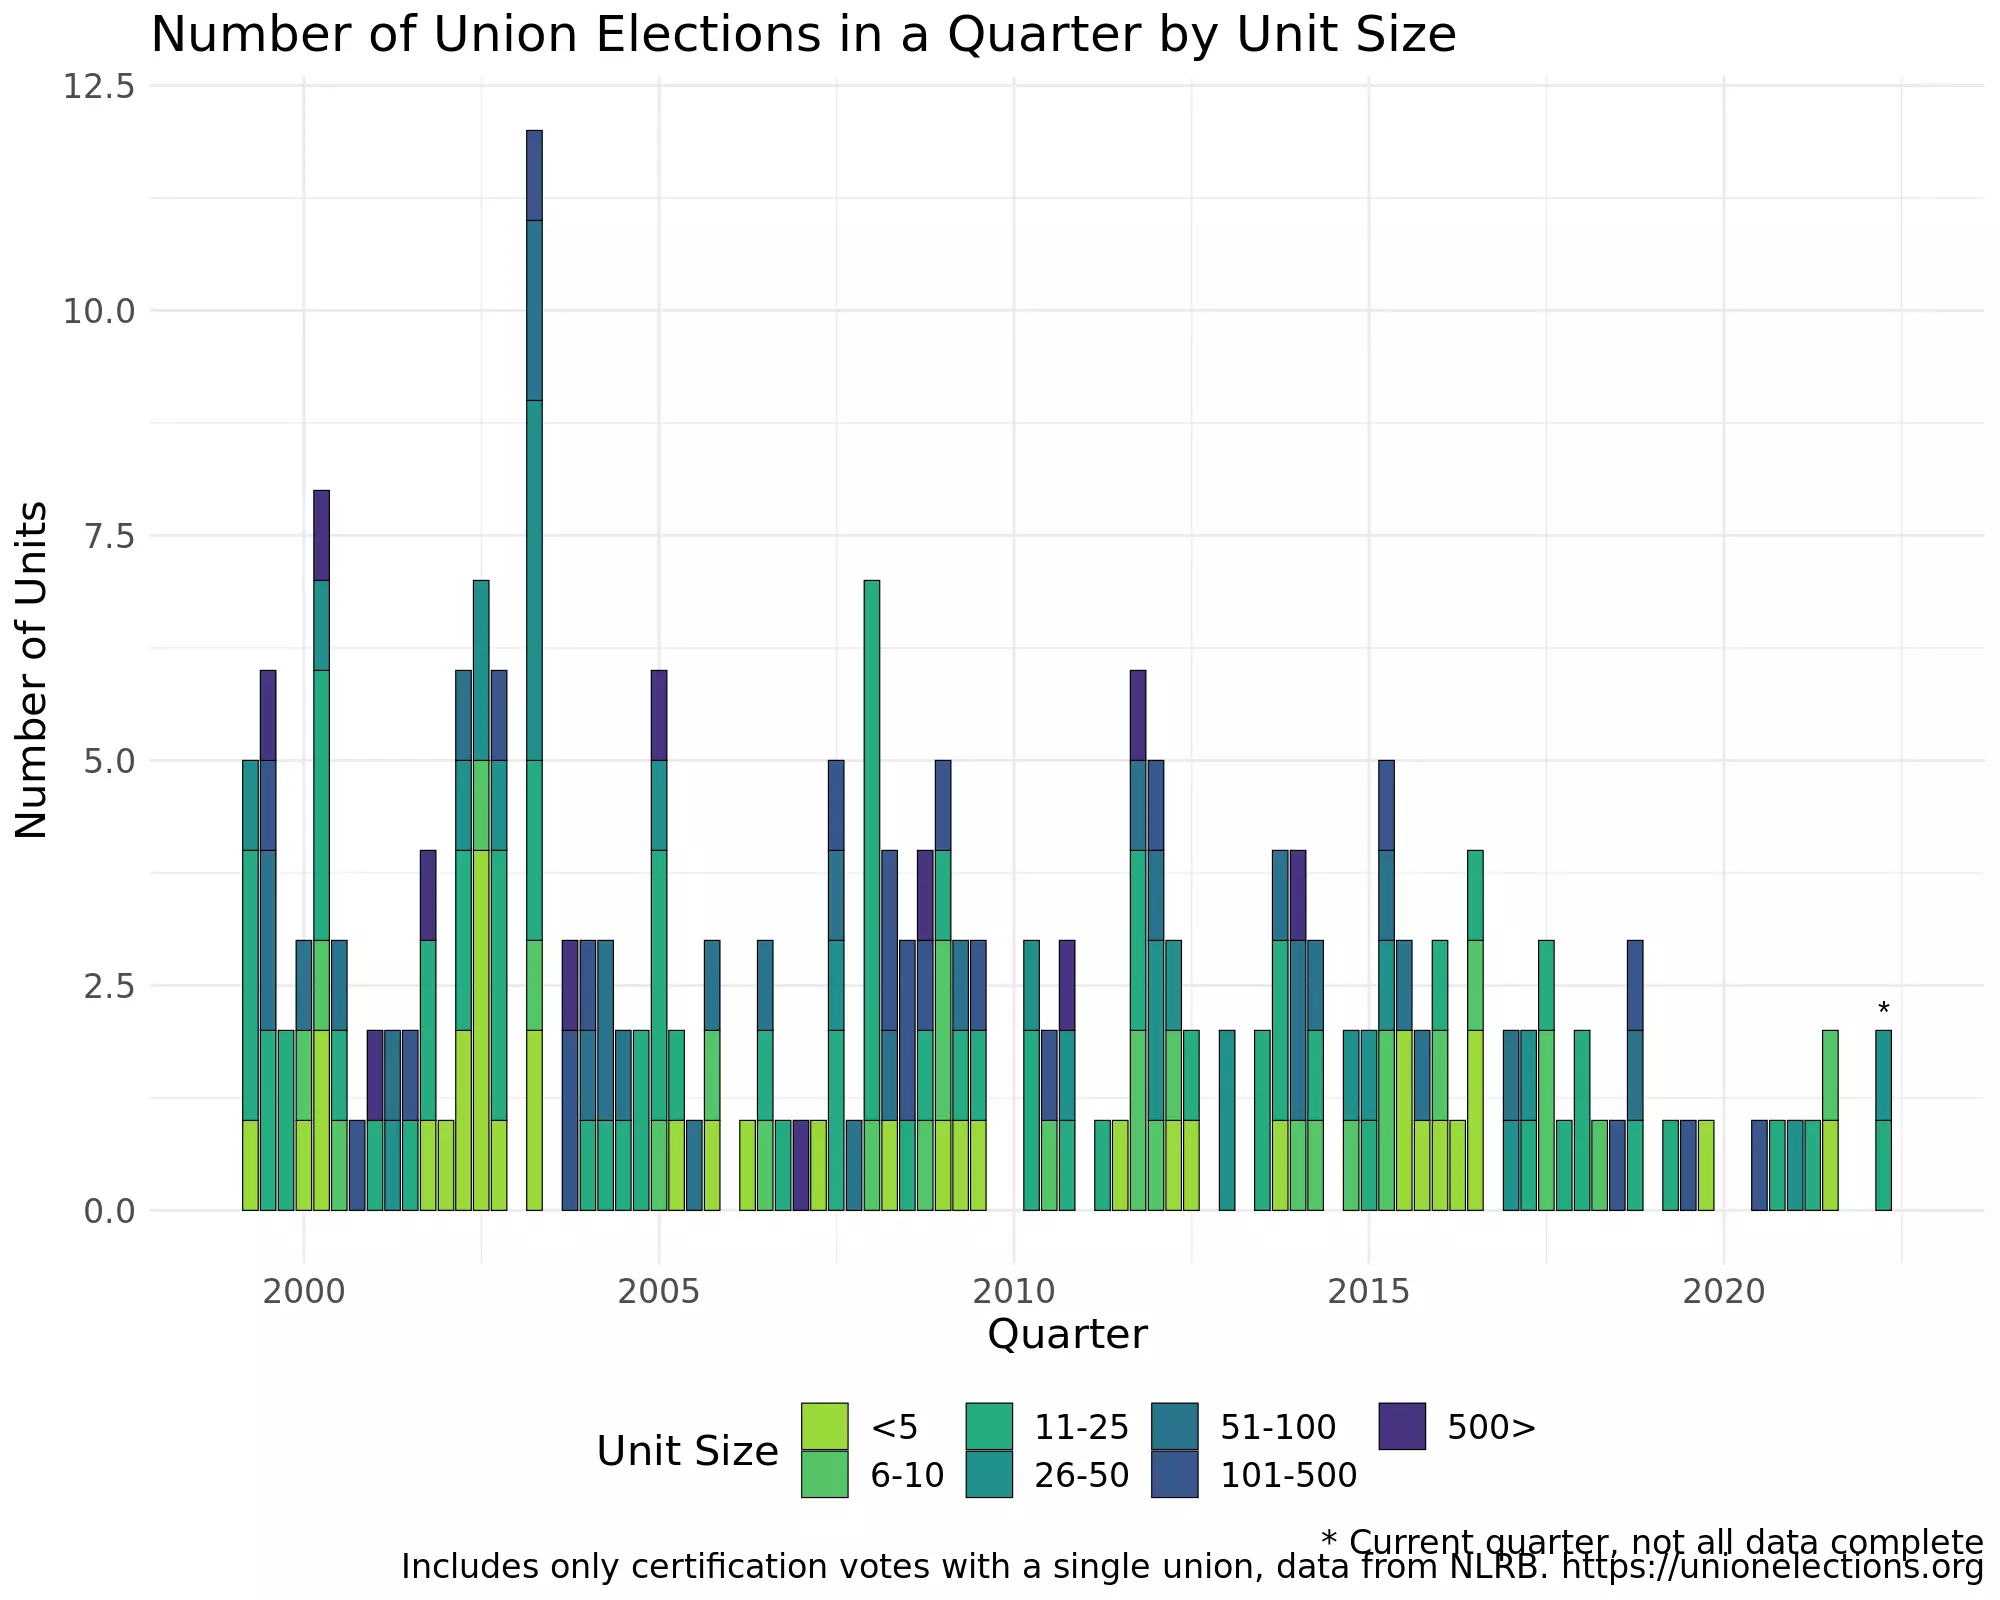 Number of Union Elections in a Quarter by Unit Size
12.5
10.0
7.5
5.0
2.5
0.0
Number of Units
*
2000 2005 2010 2015 2020
Quarter
Unit Size
<5 11-25 51-100 500>
6-10 26-50 101-500
* Current quarter, not all data complete
Includes only certification votes with a single union, data from NLRB. https://unionelections.org